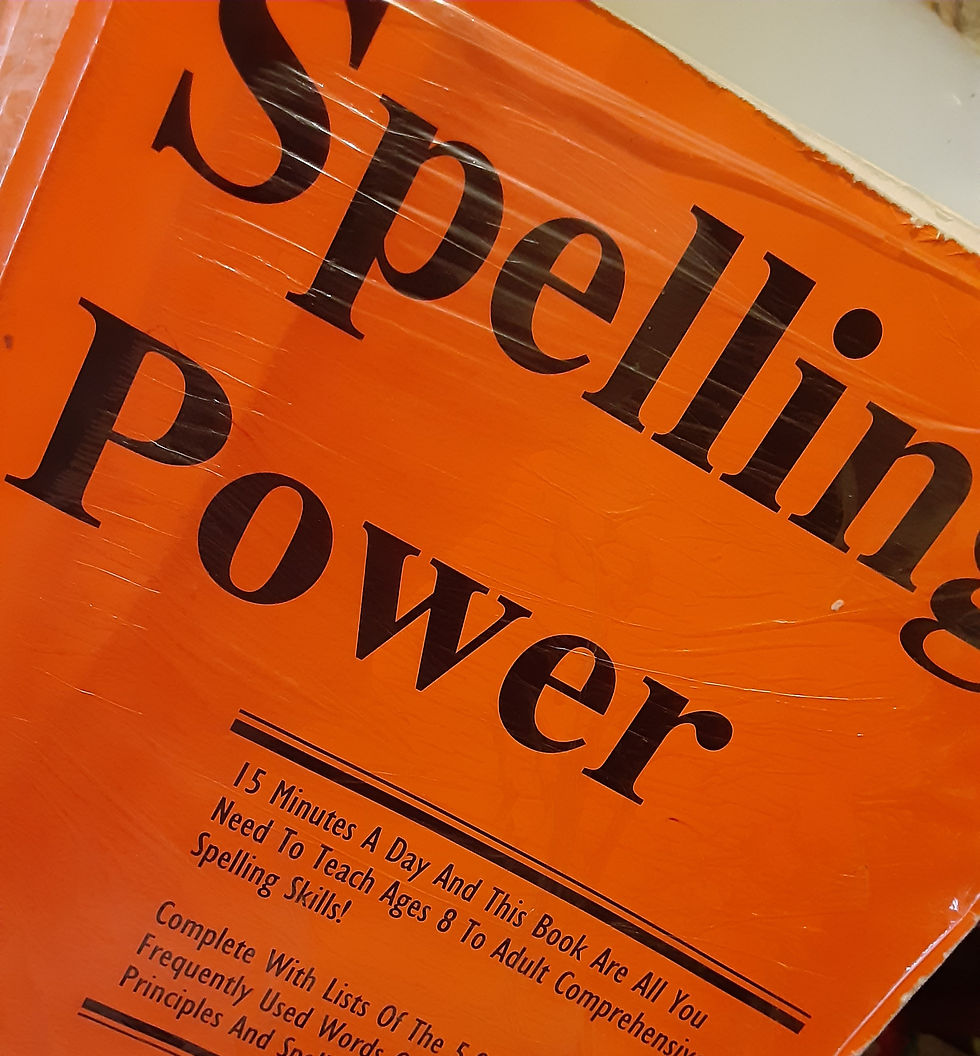 Spelling
Power
15 Minutes A Day And This Book Are All You
Need To Teach Ages 8 To Adult Comprehensive
Spelling Skills!
Complete With Lists Of The
Frequently Used Words
Principles And